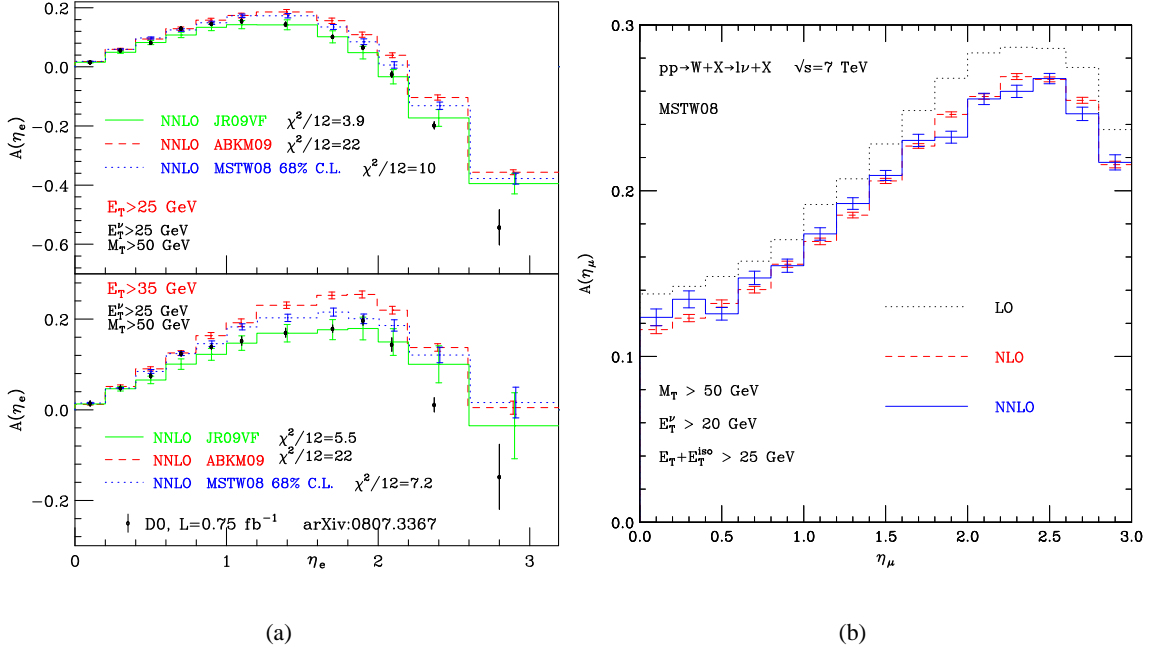 0.2
0.0
−0.2
−0.4
−0.6
A(η_e)
NNLO JR09VF χ²/12=3.9
NNLO ABKM09 χ²/12=22
NNLO MSTW08 68% C.L. χ²/12=10
E_T>25 GeV
E_T^ν>25 GeV
M_T>50 GeV
E_T>35 GeV
E_T^ν>25 GeV
M_T>50 GeV
0.2
0.0
−0.2
A(η_e)
NNLO JR09VF χ²/12=5.5
NNLO ABKM09 χ²/12=22
NNLO MSTW08 68% C.L. χ²/12=7.2
D0, L=0.75 fb⁻¹ arXiv:0807.3367
0 1 2 3
η_e
(a)
0.3
0.2
0.1
0.0
A(η_μ)
pp→W+X→lν+X √s=7 TeV
MSTW08
LO
NLO
NNLO
M_T > 50 GeV
E_T^ν > 20 GeV
E_T+E_T^iso > 25 GeV
0.0 0.5 1.0 1.5 2.0 2.5 3.0
η_μ
(b)